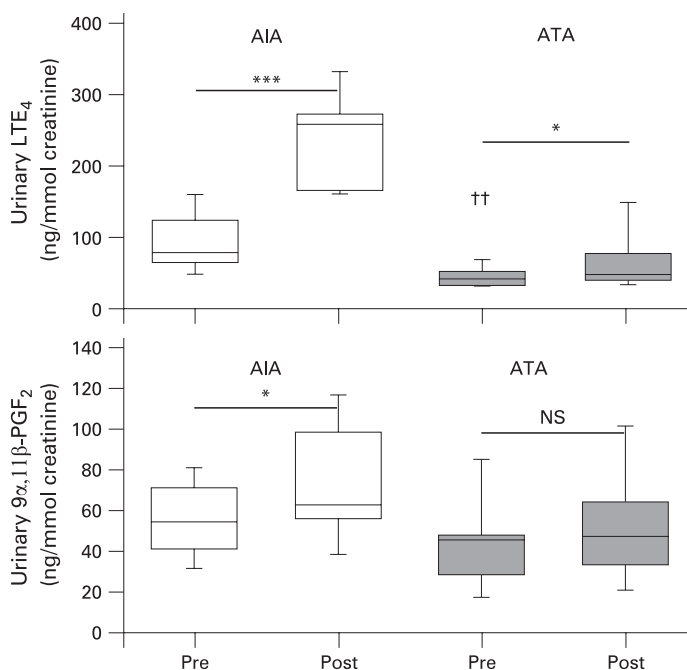 Urinary LTE4
(ng/mmol creatinine)
400
300
200
100
0
AIA
ATA
***
*
††
Urinary 9α,11β-PGF2
(ng/mmol creatinine)
140
120
100
80
60
40
20
0
AIA
ATA
*
NS
Pre
Post
Pre
Post